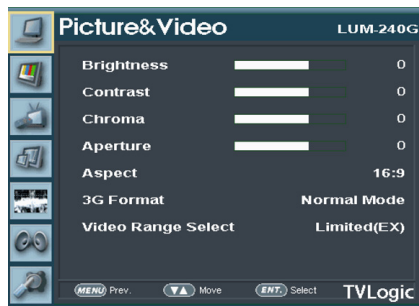 Picture&Video LUM-240G
Brightness 0
Contrast 0
Chroma 0
Aperture 0
Aspect 16:9
3G Format Normal Mode
Video Range Select Limited(EX)
MENU Prev. ▼▲ Move ENT. Select TVLogic